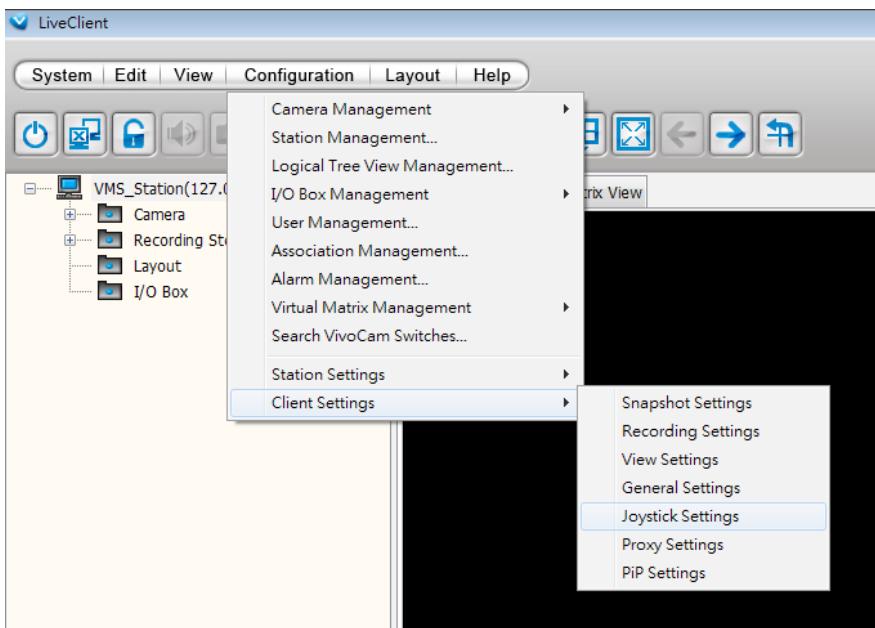 LiveClient
System Edit View Configuration Layout Help
Camera Management
Station Management...
Logical Tree View Management...
I/O Box Management
User Management...
Association Management...
Alarm Management...
Virtual Matrix Management
Search VivoCam Switches...
Station Settings
Client Settings
Snapshot Settings
Recording Settings
View Settings
General Settings
Joystick Settings
Proxy Settings
PiP Settings
VMS_Station(127.0
Camera
Recording Sto
Layout
I/O Box
trix View